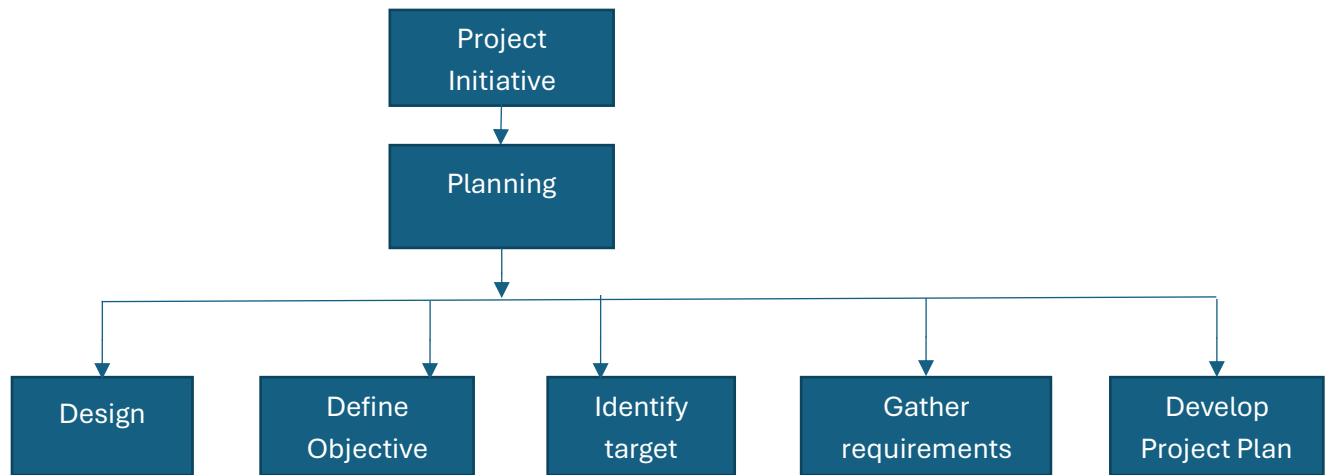 Project
Initiative
Planning
Design
Define
Objective
Identify
target
Gather
requirements
Develop
Project Plan